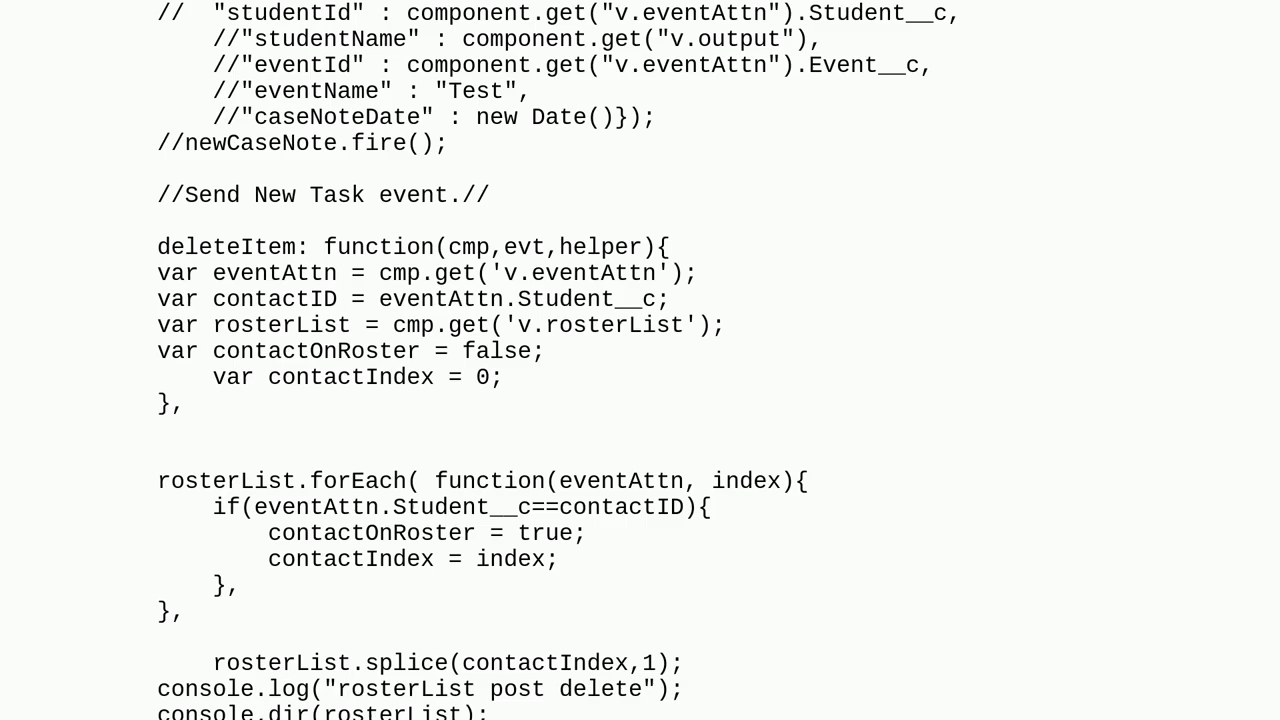 //  "studentId" : component.get("v.eventAttn").Student__c,
    //"studentName" : component.get("v.output"),
    //"eventId" : component.get("v.eventAttn").Event__c,
    //"eventName" : "Test",
    //"caseNoteDate" : new Date()});
//newCaseNote.fire();

//Send New Task event.//

deleteItem: function(cmp,evt,helper){
var eventAttn = cmp.get('v.eventAttn');
var contactID = eventAttn.Student__c;
var rosterList = cmp.get('v.rosterList');
var contactOnRoster = false;
    var contactIndex = 0;
},


rosterList.forEach( function(eventAttn, index){
    if(eventAttn.Student__c==contactID){
        contactOnRoster = true;
        contactIndex = index;
    },
},

    rosterList.splice(contactIndex,1);
console.log("rosterList post delete");
console.dir(rosterList);